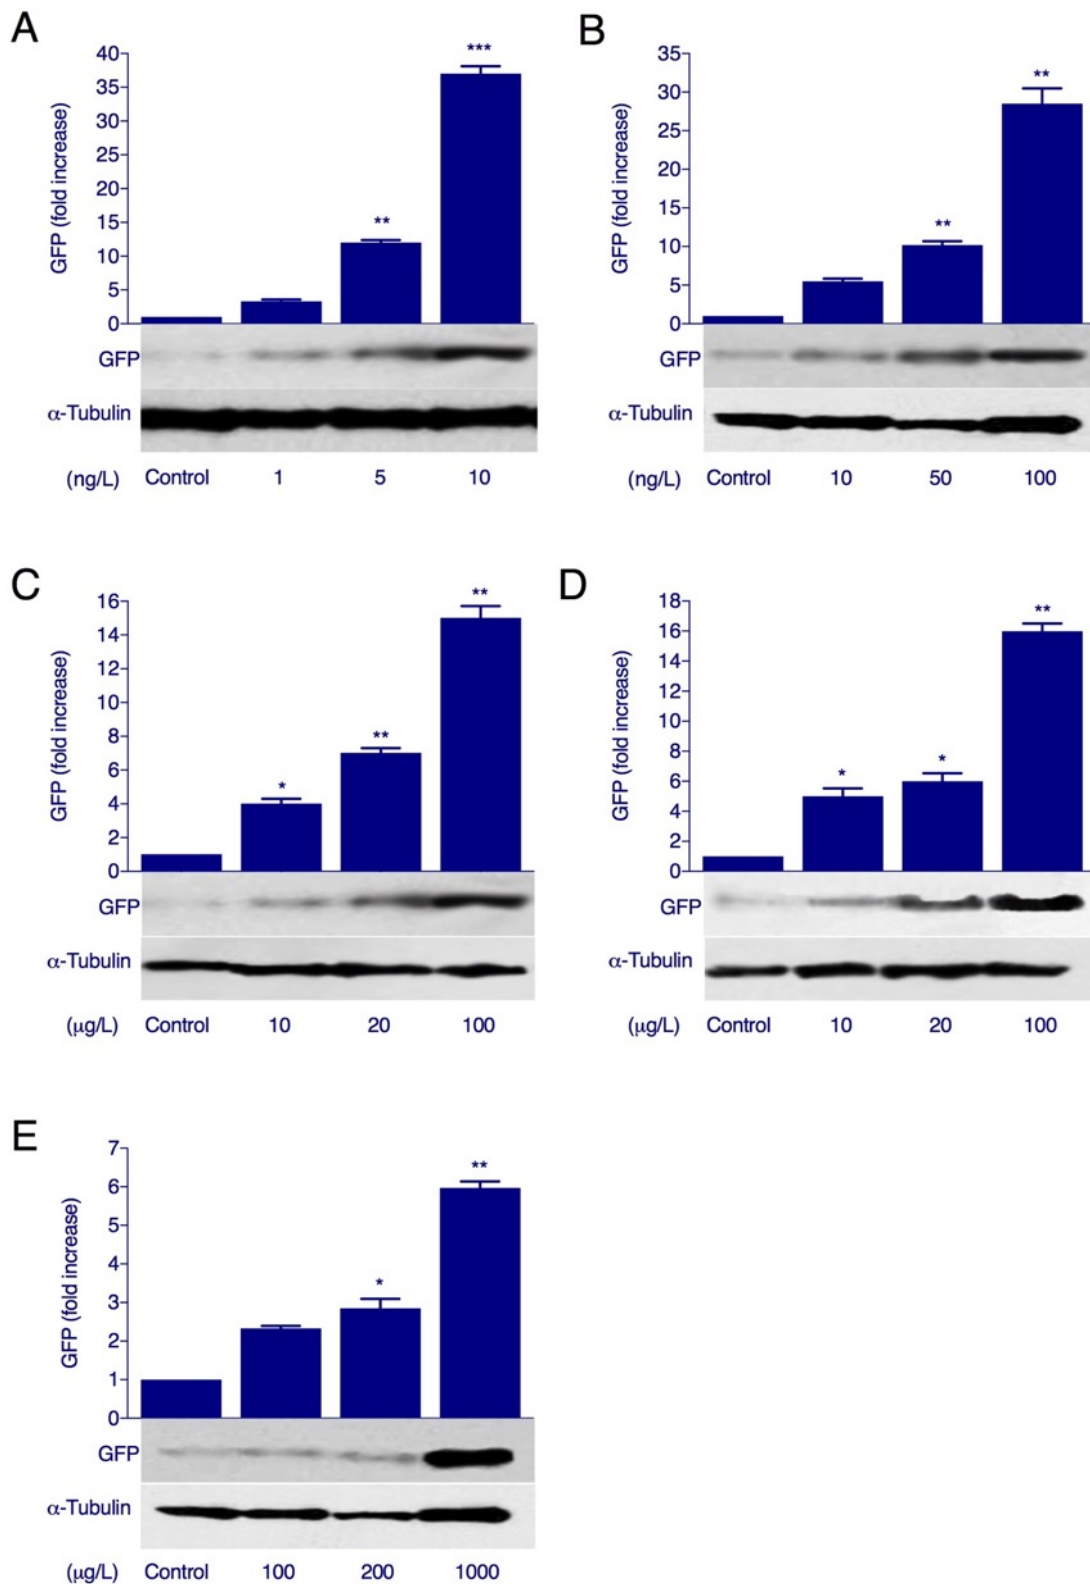 A
GFP (fold increase)
40
35
30
25
20
15
10
5
0
**
***
GFP
α-Tubulin
(ng/L) Control 1 5 10
B
GFP (fold increase)
35
30
25
20
15
10
5
0
**
**
GFP
α-Tubulin
(ng/L) Control 10 50 100
C
GFP (fold increase)
16
14
12
10
8
6
4
2
0
*
**
**
GFP
α-Tubulin
(μg/L) Control 10 20 100
D
GFP (fold increase)
18
16
14
12
10
8
6
4
2
0
*
*
**
GFP
α-Tubulin
(μg/L) Control 10 20 100
E
GFP (fold increase)
7
6
5
4
3
2
1
0
*
**
GFP
α-Tubulin
(μg/L) Control 100 200 1000